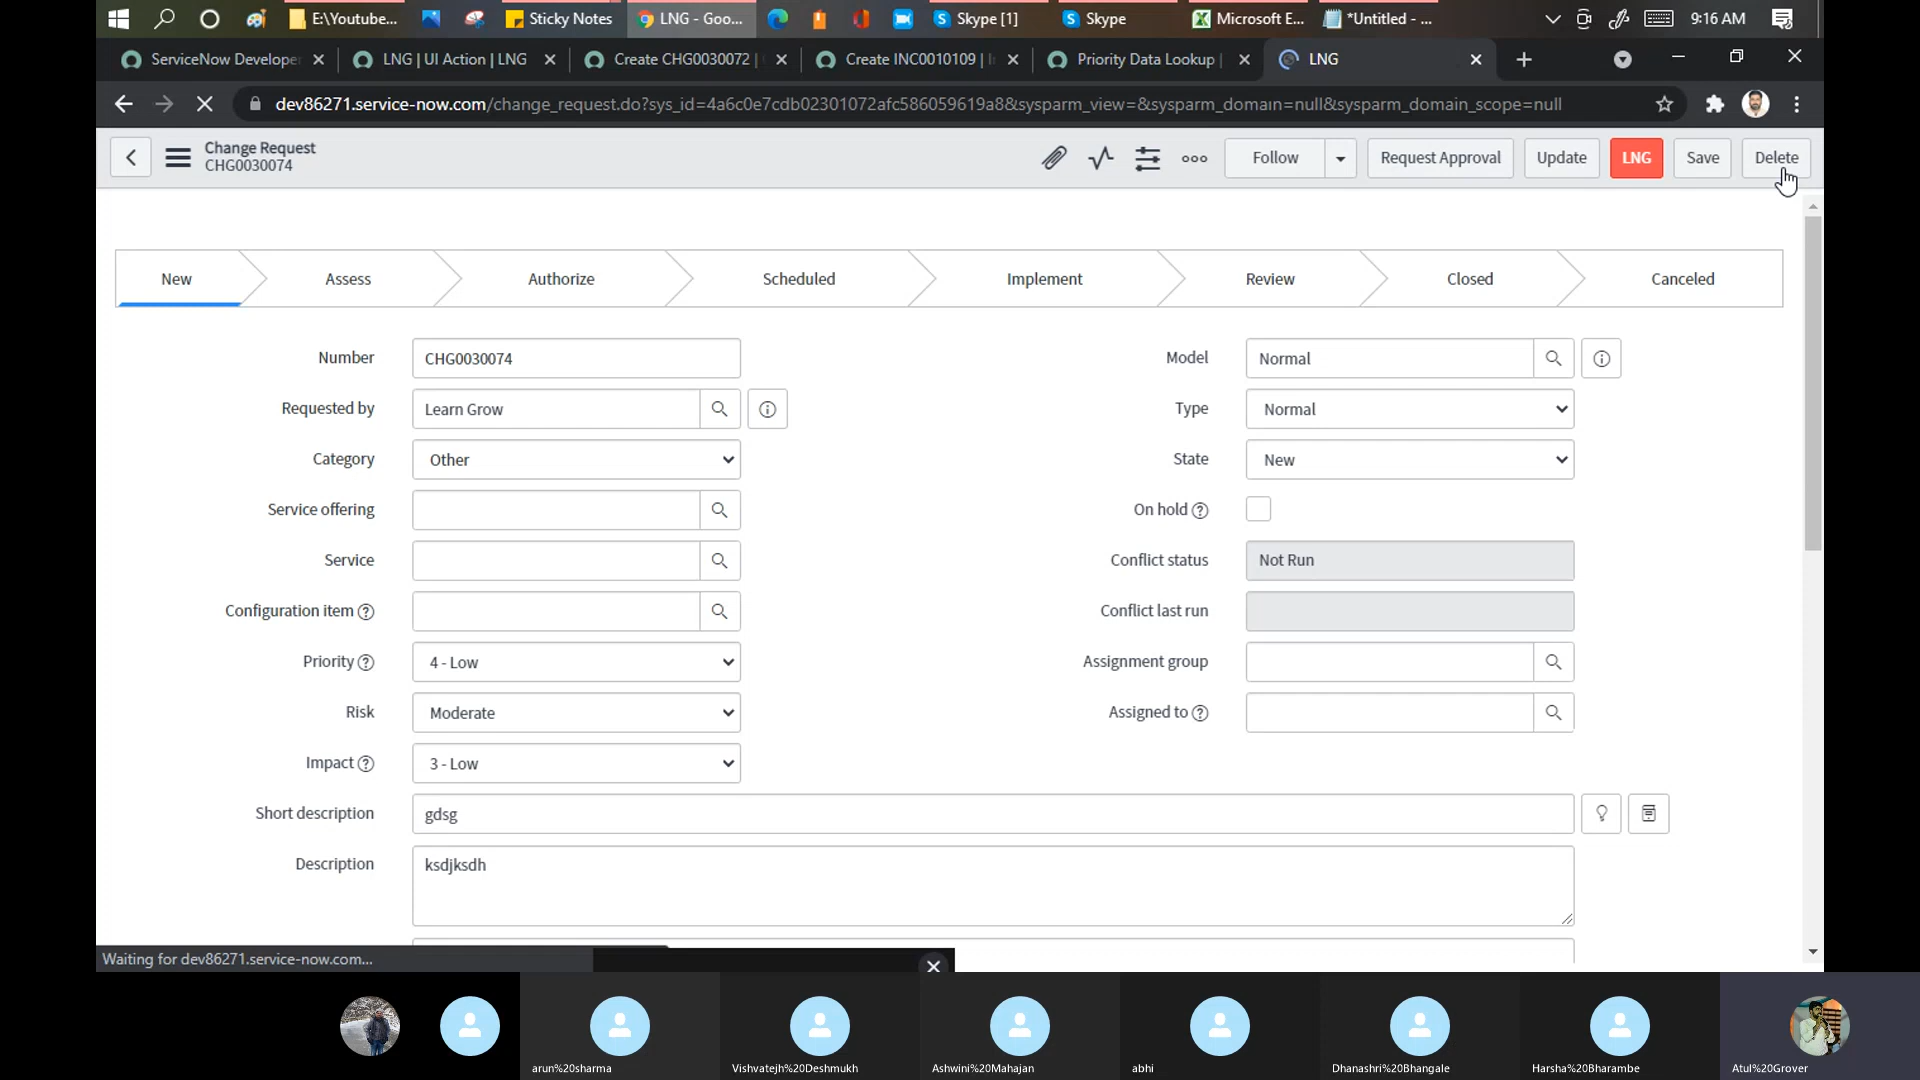 E:\Youtube...
Sticky Notes
LNG - Goo...
Skype [1]
Skype
Microsoft E...
*Untitled - ...
9:16 AM
ServiceNow Develope
LNG | UI Action | LNG
Create CHG0030072 |
Create INC0010109 |
Priority Data Lookup |
LNG
dev86271.service-now.com/change_request.do?sys_id=4a6c0e7cdb02301072afc586059619a8&sysparm_view=&sysparm_domain=null&sysparm_domain_scope=null
Change Request
CHG0030074
Follow
Request Approval
Update
LNG
Save
Delete
New
Assess
Authorize
Scheduled
Implement
Review
Closed
Canceled
Number
CHG0030074
Model
Normal
Requested by
Learn Grow
Type
Normal
Category
Other
State
New
Service offering
On hold
Service
Conflict status
Not Run
Configuration item
Conflict last run
Priority
4 - Low
Assignment group
Risk
Moderate
Assigned to
Impact
3 - Low
Short description
gdsg
Description
ksdjksdh
Waiting for dev86271.service-now.com...
arun%20sharma
Vishvatejh%20Deshmukh
Ashwini%20Mahajan
abhi
Dhanashri%20Bhangale
Harsha%20Bharambe
Atul%20Grover